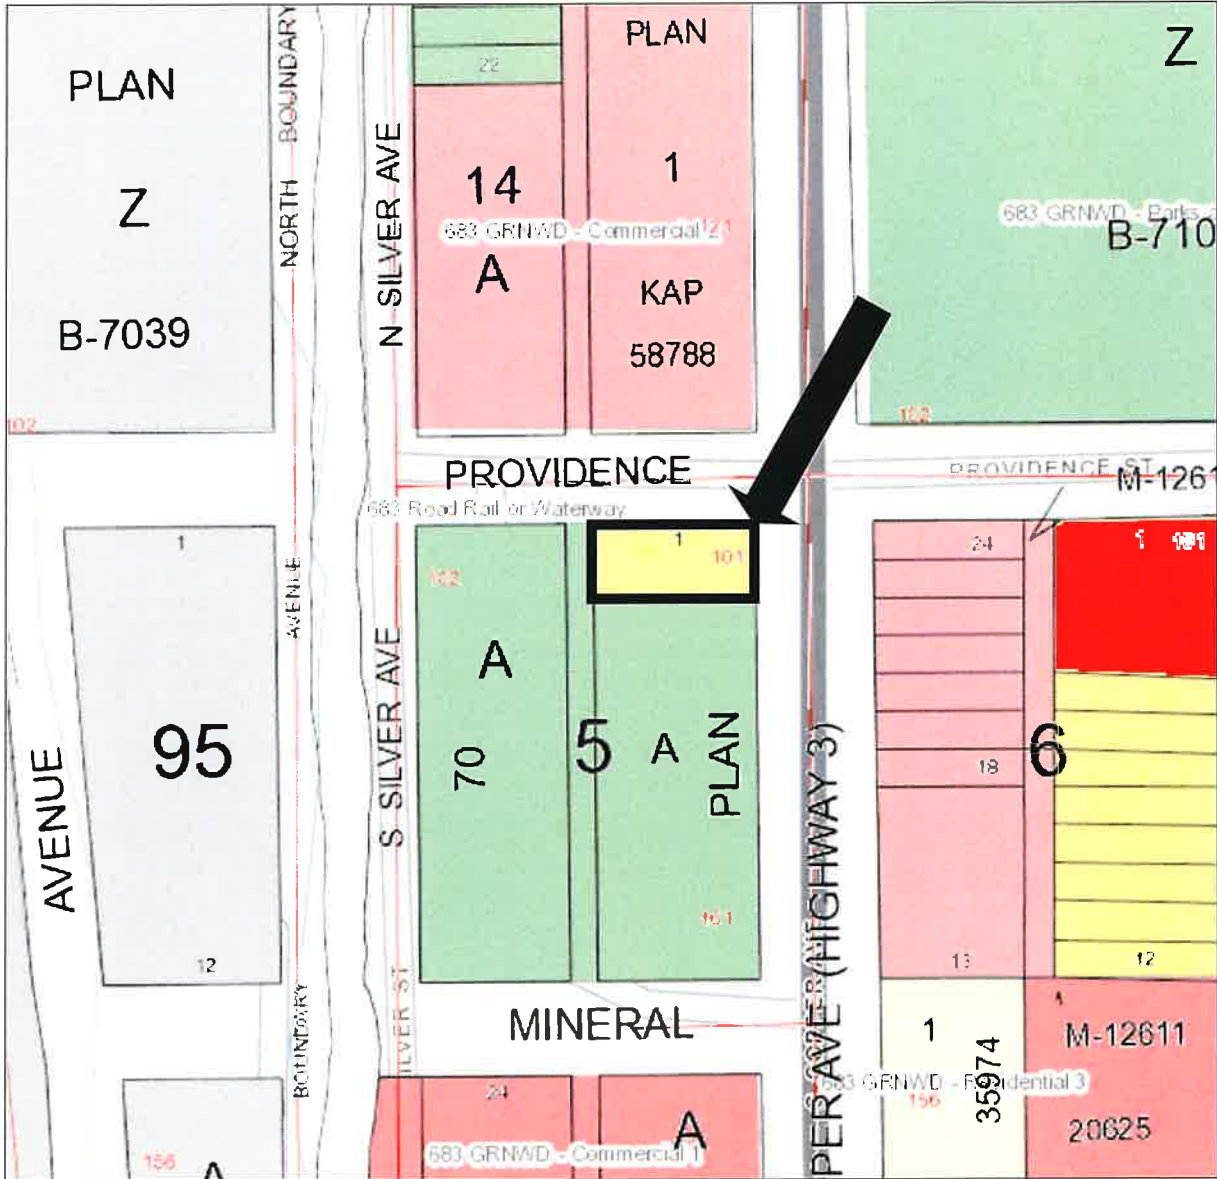 PLAN
Z
B-7039
102
NORTH BOUNDARY
AVENUE
BOUNDARY
N SILVER AVE
22
14
683 GRNWD - Commercial 2
A
PLAN
1
KAP
58788
Z
683 GRNWD - Parks
B-710
102
PROVIDENCE
PROVIDENCE ST
M-1261
683 Road Rail or Waterway
1
95
12
AVENUE
S SILVER AVE
102
A
70
5
1
101
A
PLAN
161
24
18
13
6
1
12
MINERAL
PER AVE (HIGHWAY 3)
1
35974
156
683 GRNWD - Residential 3
M-12611
20625
156
A
24
683 GRNWD - Commercial 1
A